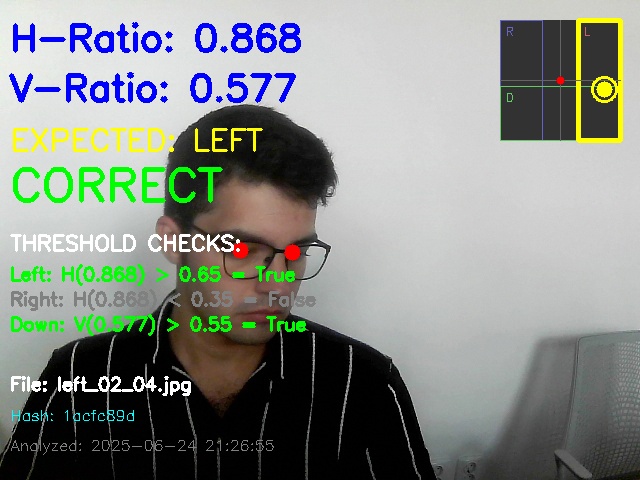 H-Ratio: 0.868
V-Ratio: 0.577
R
L
D
EXPECTED: LEFT
CORRECT
THRESHOLD CHECKS:
Left: H(0.868) > 0.65 = True
Right: H(0.868) < 0.35 = False
Down: V(0.577) > 0.55 = True
File: left_02_04.jpg
Hash: 1acfc89d
Analyzed: 2025-06-24 21:26:55